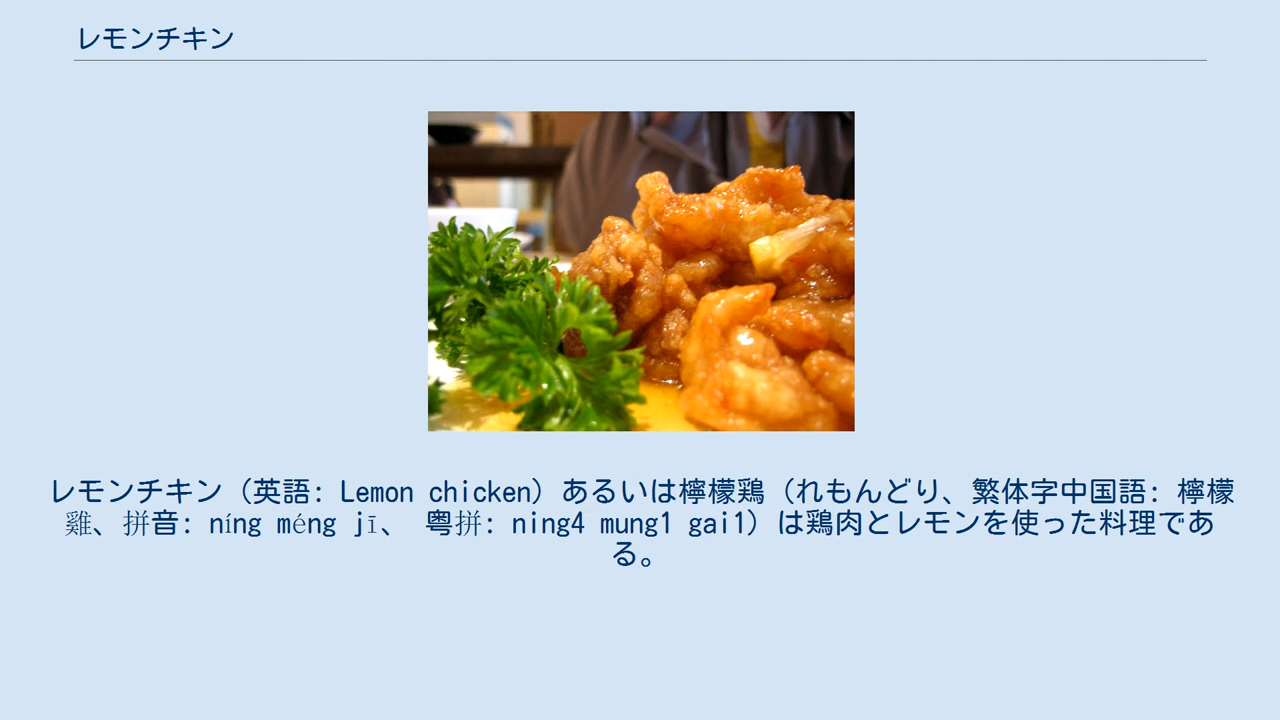 レモンチキン
レモンチキン（英語: Lemon chicken）あるいは檸檬鶏（れもんどり、繁体字中国語: 檸檬
雞、拼音: níng méng jī、 粤拼: ning4 mung1 gai1）は鶏肉とレモンを使った料理であ
る。